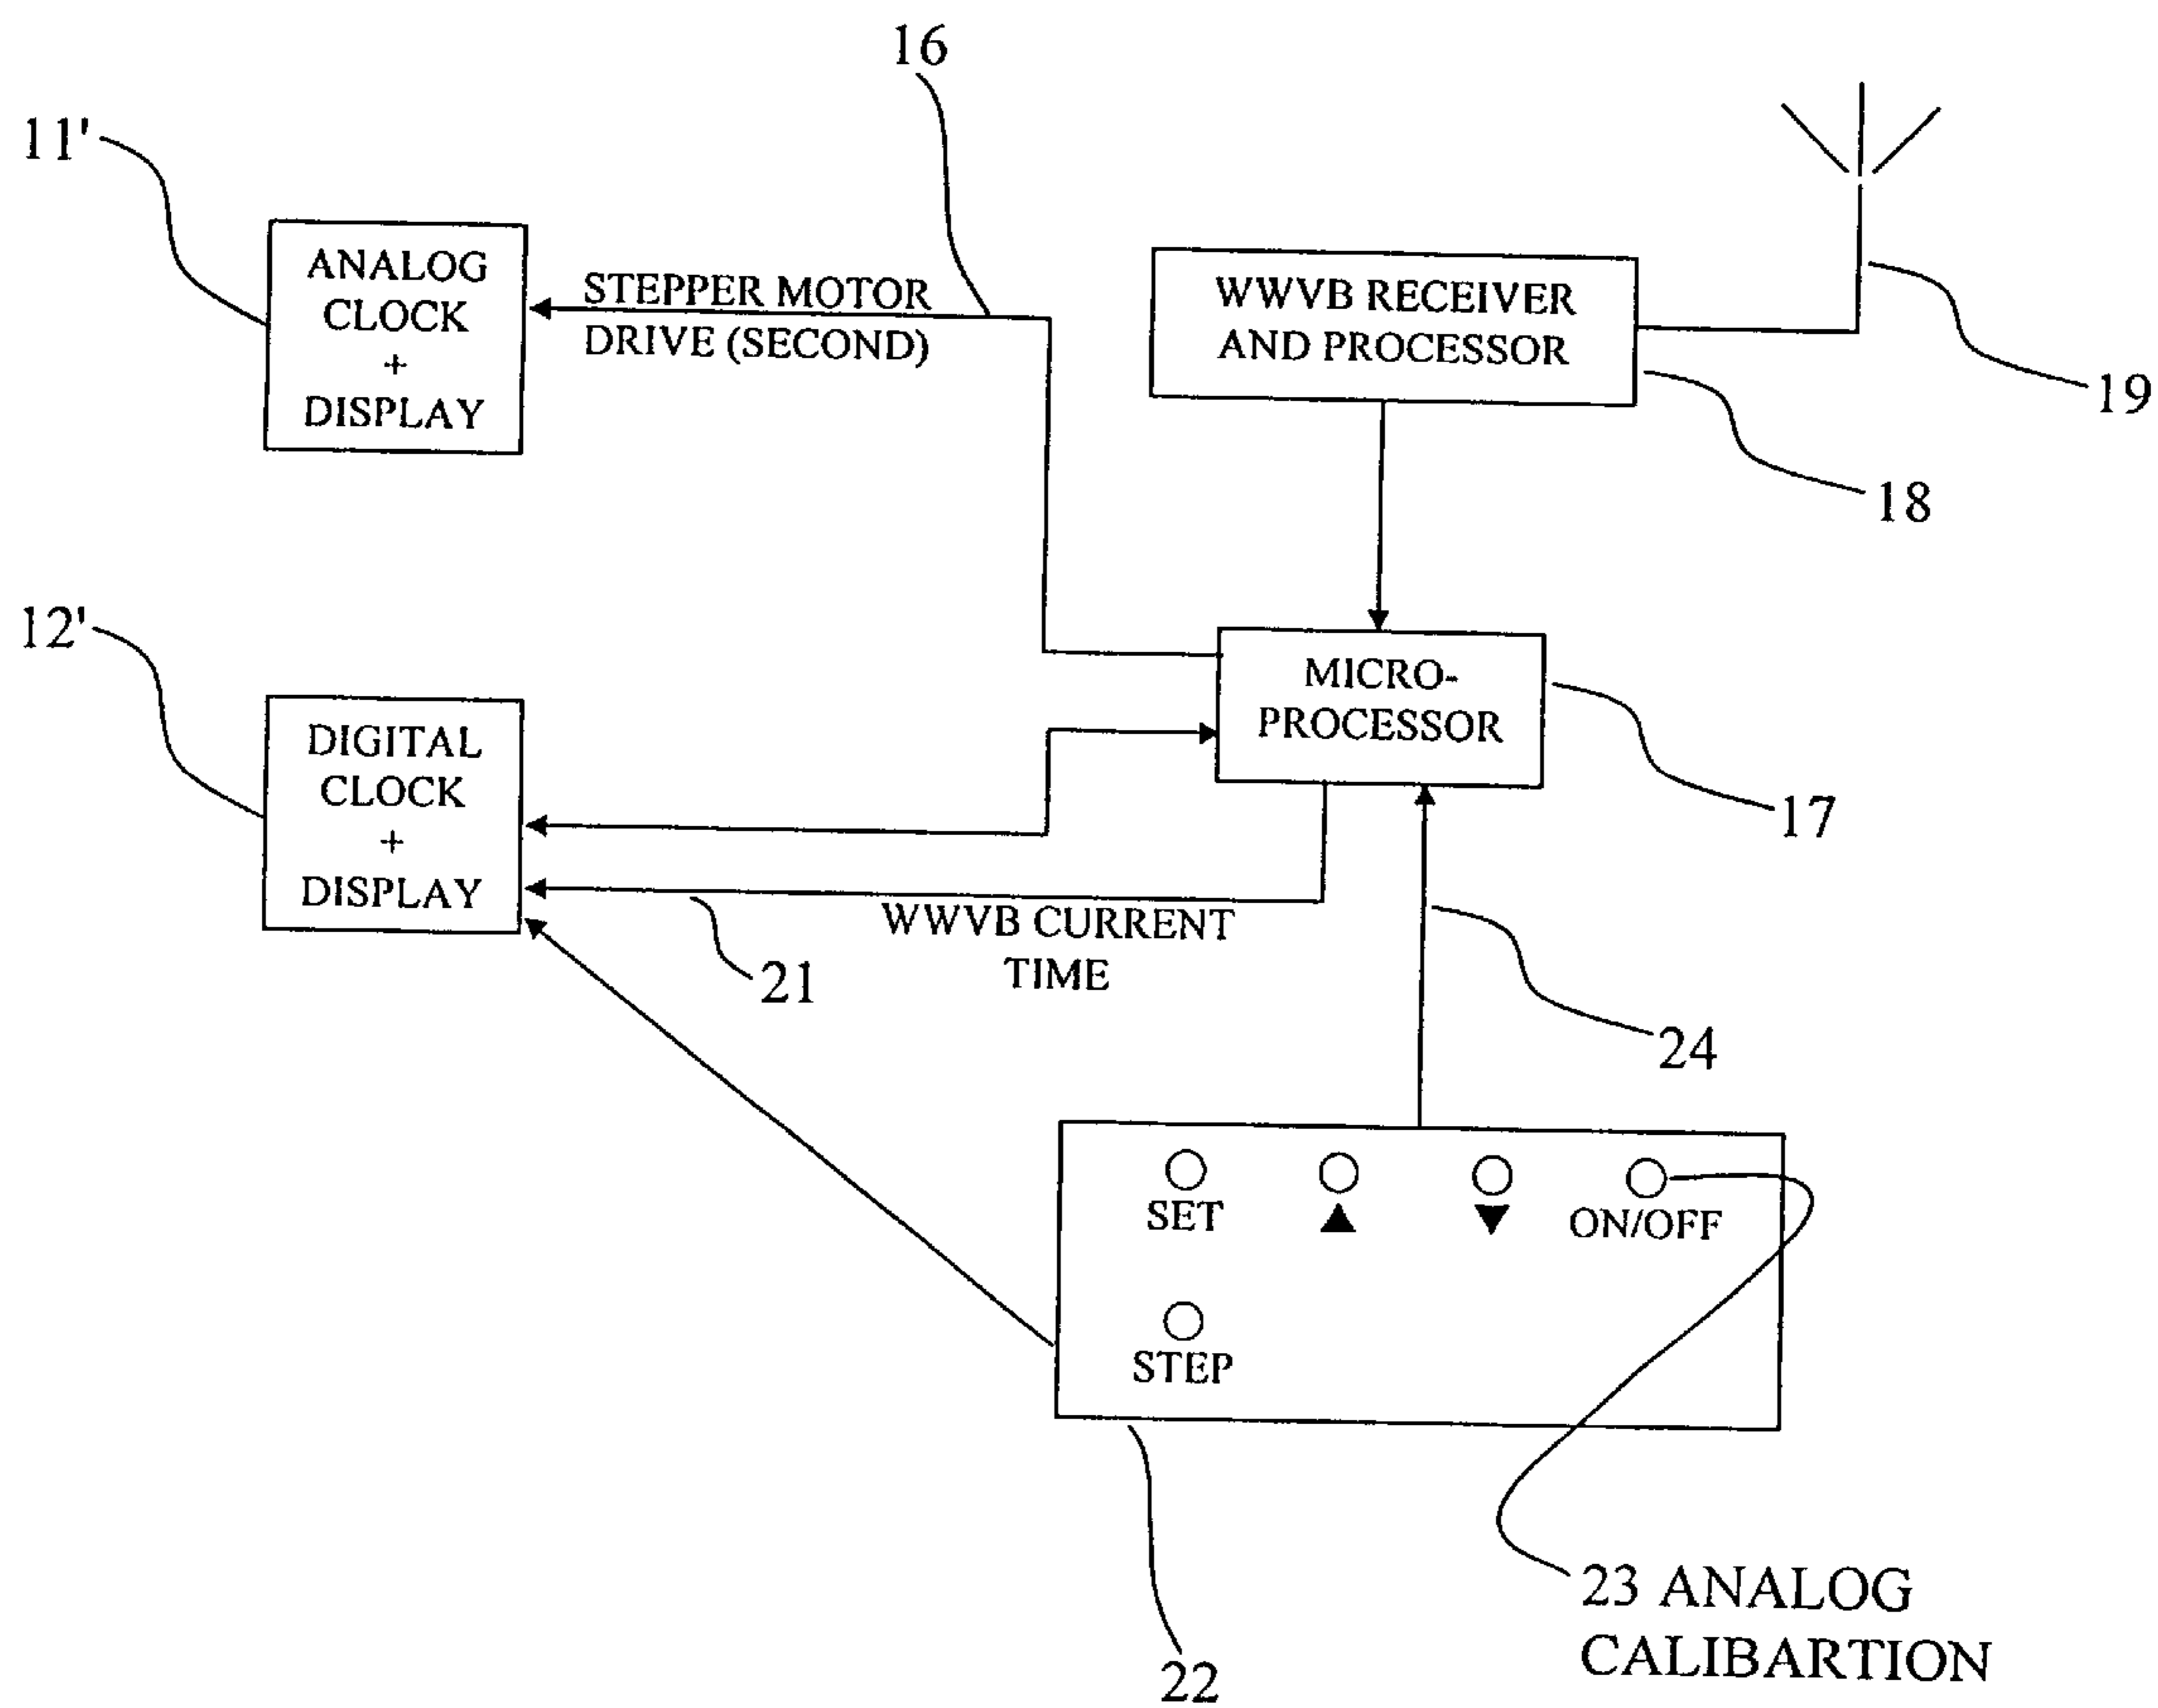 16
11'
ANALOG
CLOCK
+
DISPLAY
STEPPER MOTOR
DRIVE (SECOND)
WWVB RECEIVER
AND PROCESSOR
19
18
12'
DIGITAL
CLOCK
+
DISPLAY
MICRO-
PROCESSOR
17
WWVB CURRENT
TIME
21
24
SET ▲ ▼ ON/OFF
STEP
23 ANALOG
CALIBARTION
22